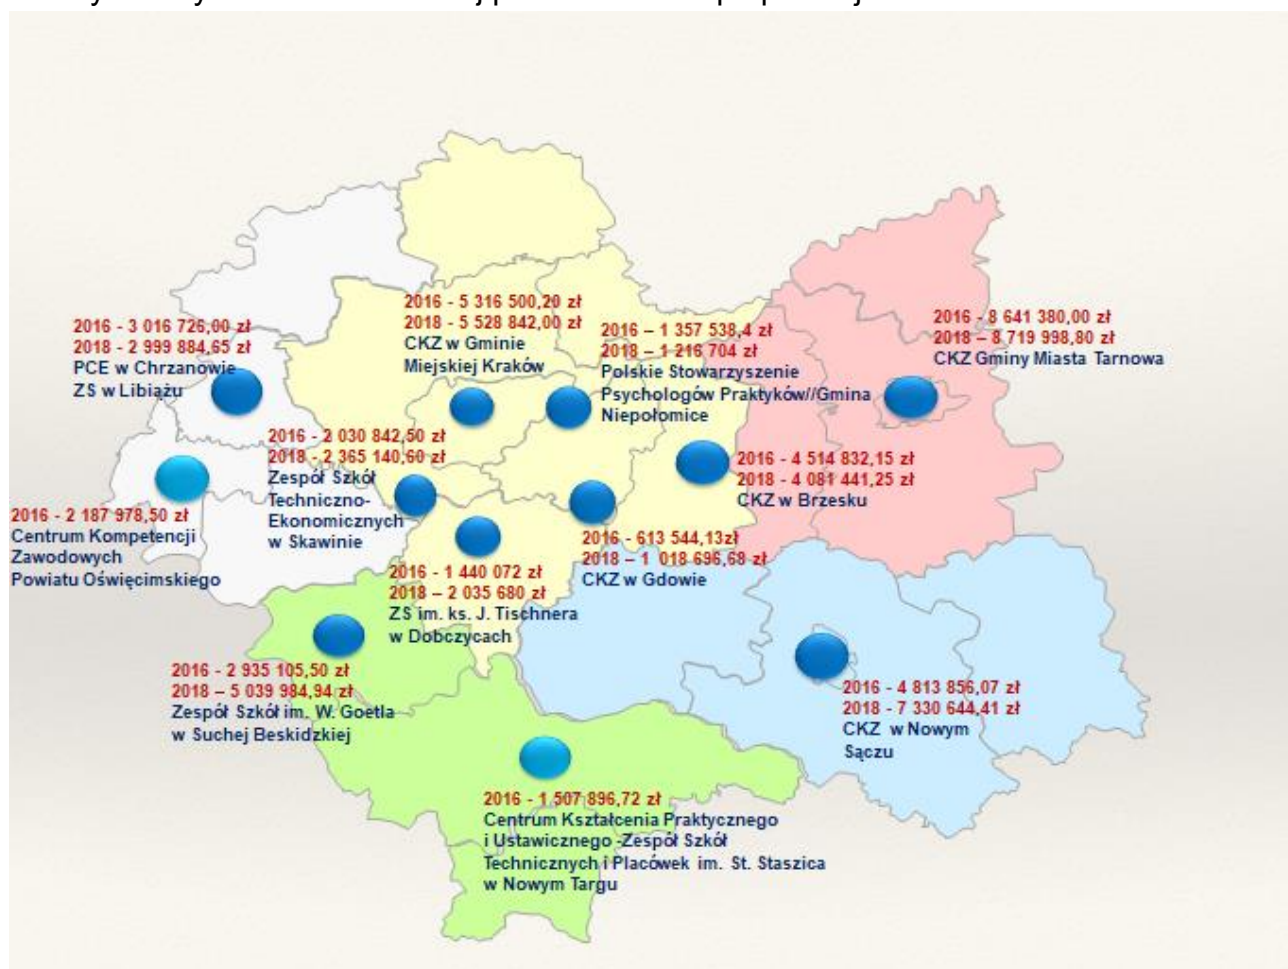 2016 - 5 316 500,20 zł
2018 - 5 528 842,00 zł
CKZ w Gminie
Miejskiej Kraków
2016 – 1 357 538,4 zł
2018 – 1 216 704 zł
Polskie Stowarzyszenie
Psychologów Praktyków//Gmina
Niepołomice
2016 - 8 641 380,00 zł
2018 – 8 719 998,80 zł
CKZ Gminy Miasta Tarnowa
2016 - 3 016 726,00 zł
2018 - 2 999 884,65 zł
PCE w Chrzanowie
ZS w Libiążu
2016 - 2 030 842,50 zł
2018 - 2 365 140,60 zł
Zespół Szkół
Techniczno-
Ekonomicznych
w Skawinie
2016 - 4 514 832,15 zł
2018 - 4 081 441,25 zł
CKZ w Brzesku
2016 - 2 187 978,50 zł
Centrum Kompetencji
Zawodowych
Powiatu Oświęcimskiego
2016 - 613 544,13zł
2018 – 1 018 696,68 zł
CKZ w Gdowie
2016 - 1 440 072 zł
2018 – 2 035 680 zł
ZS im. ks. J. Tischnera
w Dobczycach
2016 - 2 935 105,50 zł
2018 – 5 039 984,94 zł
Zespół Szkół im. W. Goetla
w Suchej Beskidzkiej
2016 - 4 813 856,07 zł
2018 - 7 330 644,41 zł
CKZ w Nowym
Sączu
2016 - 1 507 896,72 zł
Centrum Kształcenia Praktycznego
i Ustawicznego -Zespół Szkół
Technicznych i Placówek im. St. Staszica
w Nowym Targu